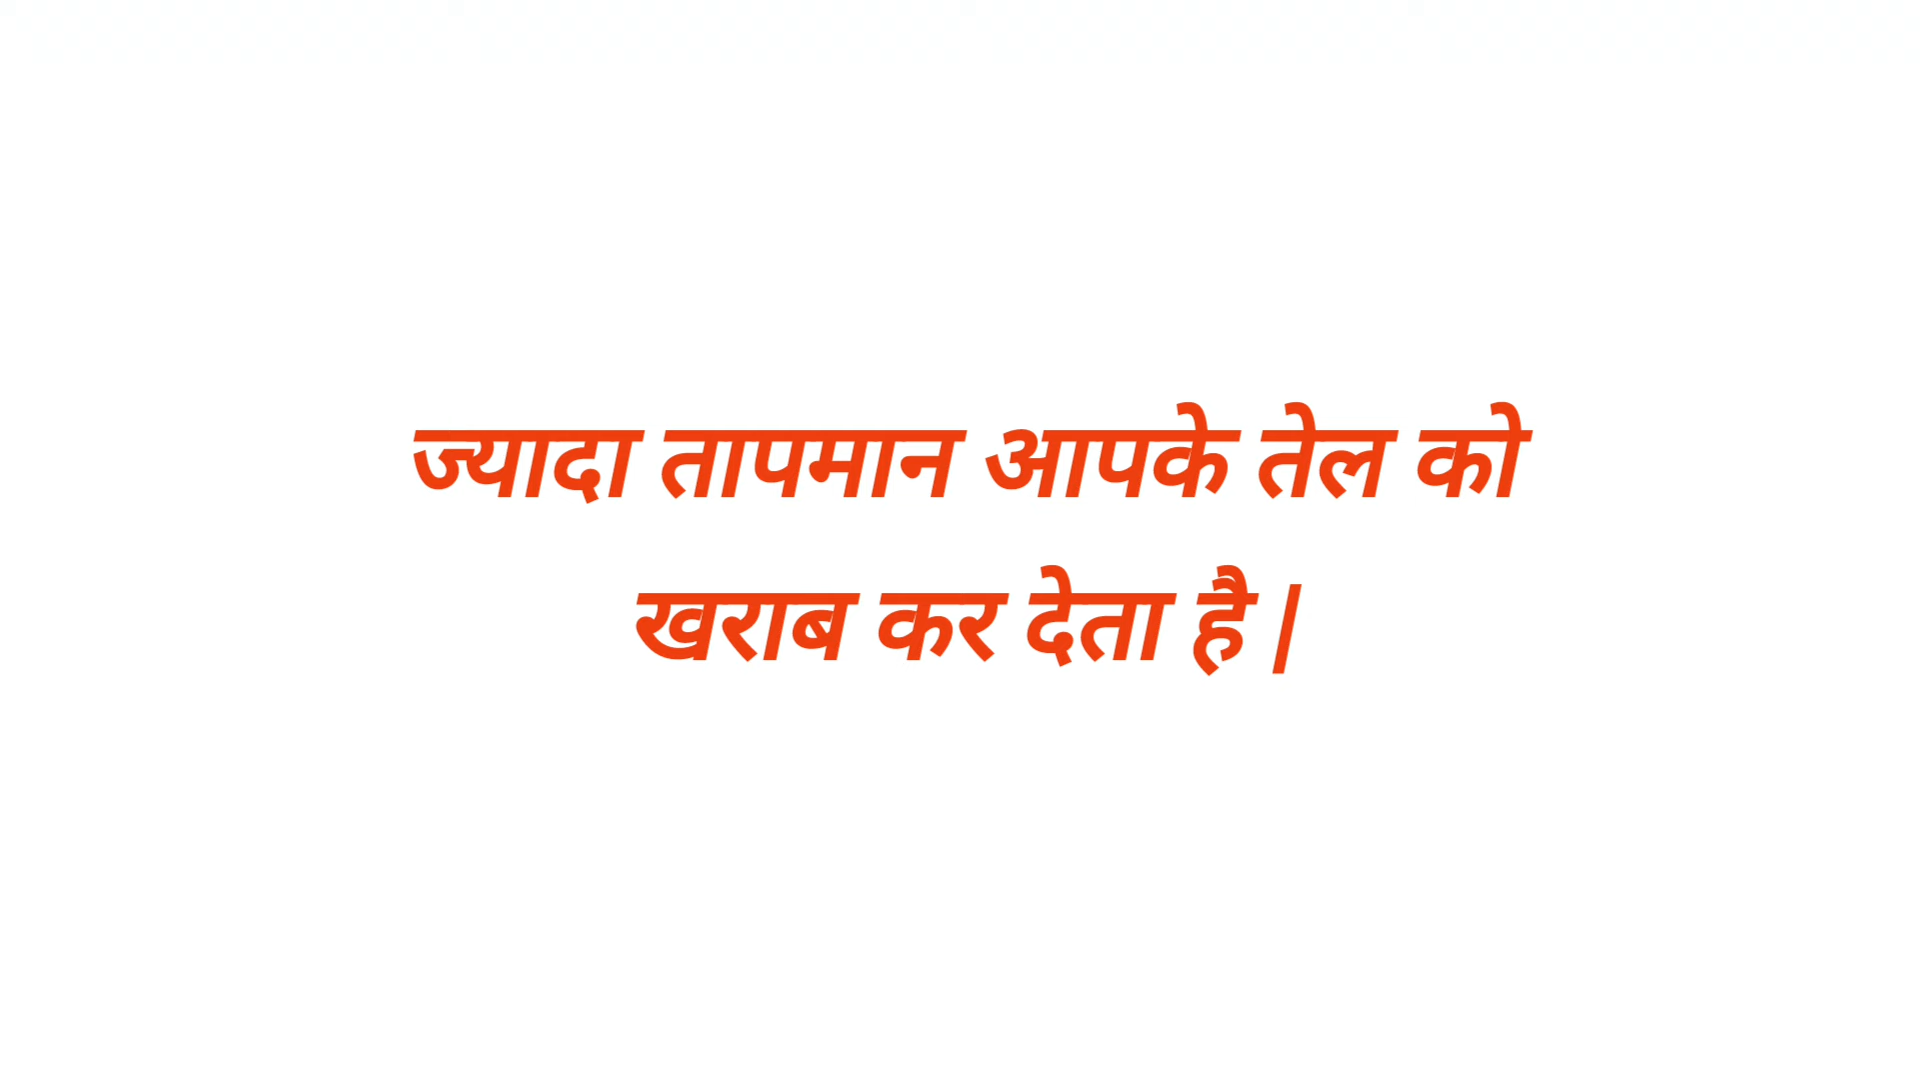 ज्यादा तापमान आपके तेल को
खराब कर देता है |